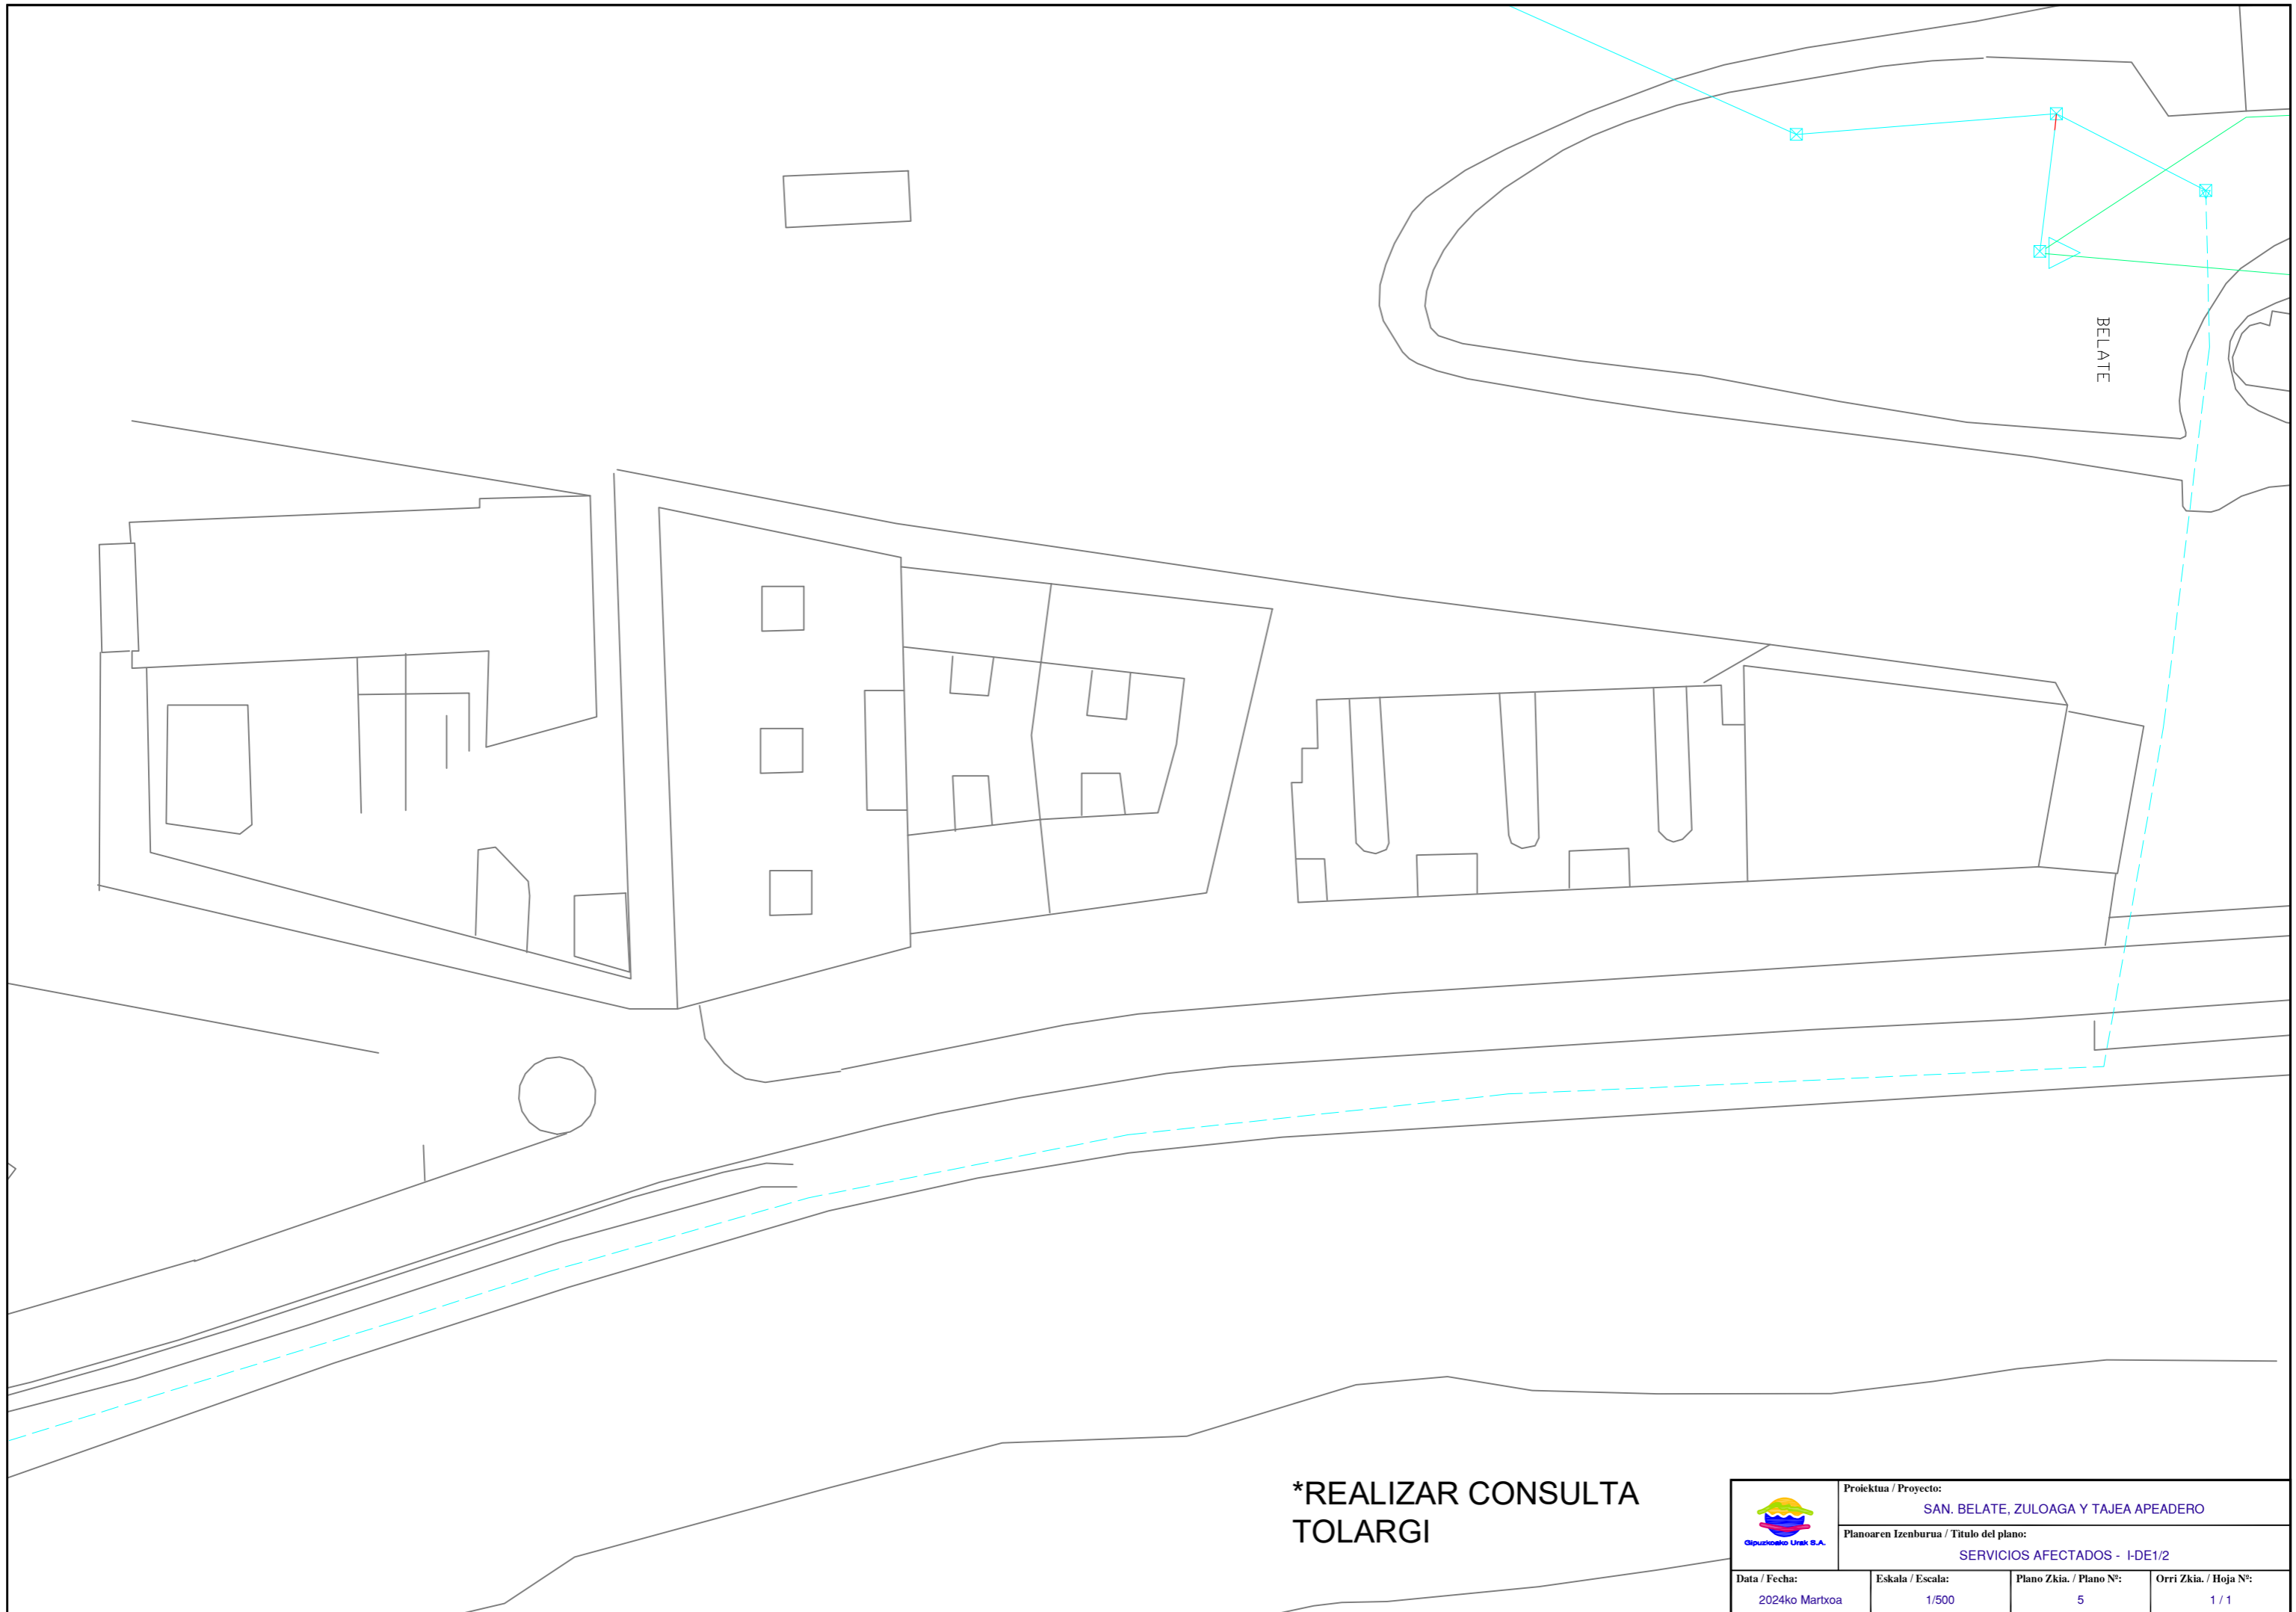 BELATE
*REALIZAR CONSULTA
TOLARGI
Gipuzkoako Urak S.A.
Proiektua / Proyecto:
SAN. BELATE, ZULOAGA Y TAJEA APEADERO
Planoaren Izenburua / Titulo del plano:
SERVICIOS AFECTADOS - I-DE1/2
Data / Fecha:
2024ko Martxoa
Eskala / Escala:
1/500
Plano Zkia. / Plano Nº:
5
Orri Zkia. / Hoja Nº:
1 / 1